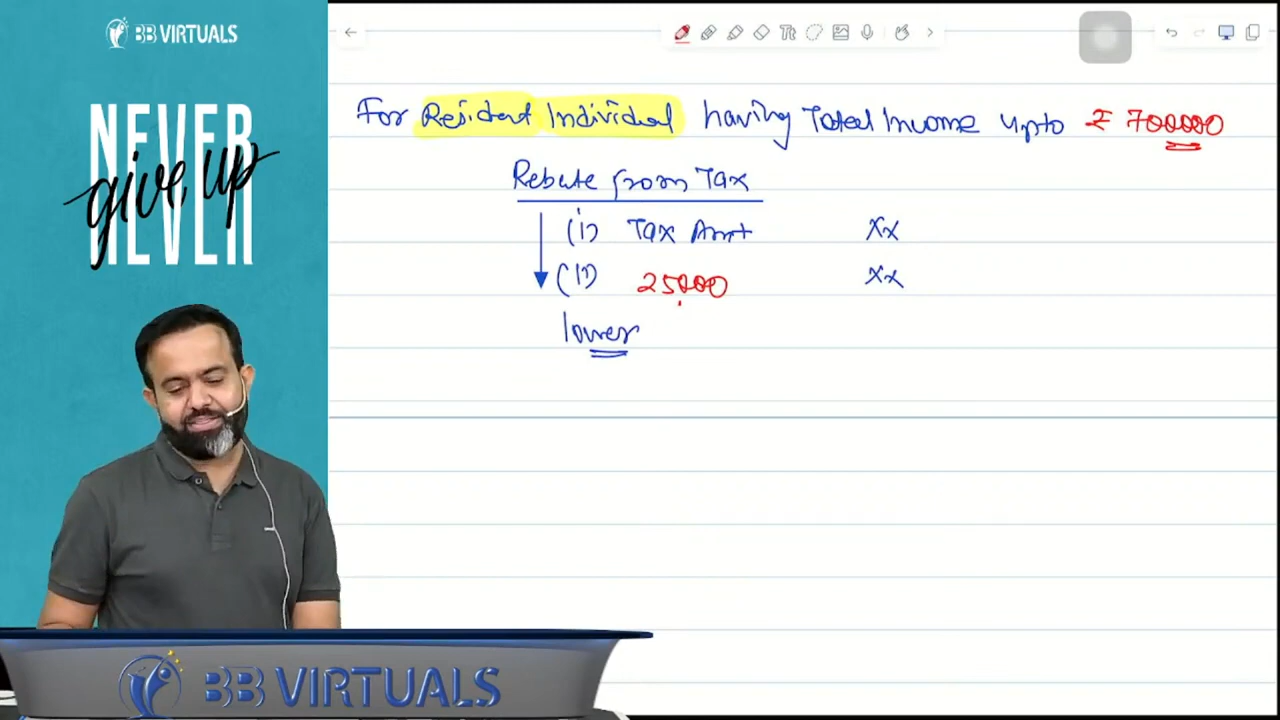 BB VIRTUALS
NEVER
give up
NEVER
For Resident Individual having Total Income upto ₹ 700000
Rebate from Tax
(i) Tax Amt xx
(ii) 25000 xx
lower
BB VIRTUALS